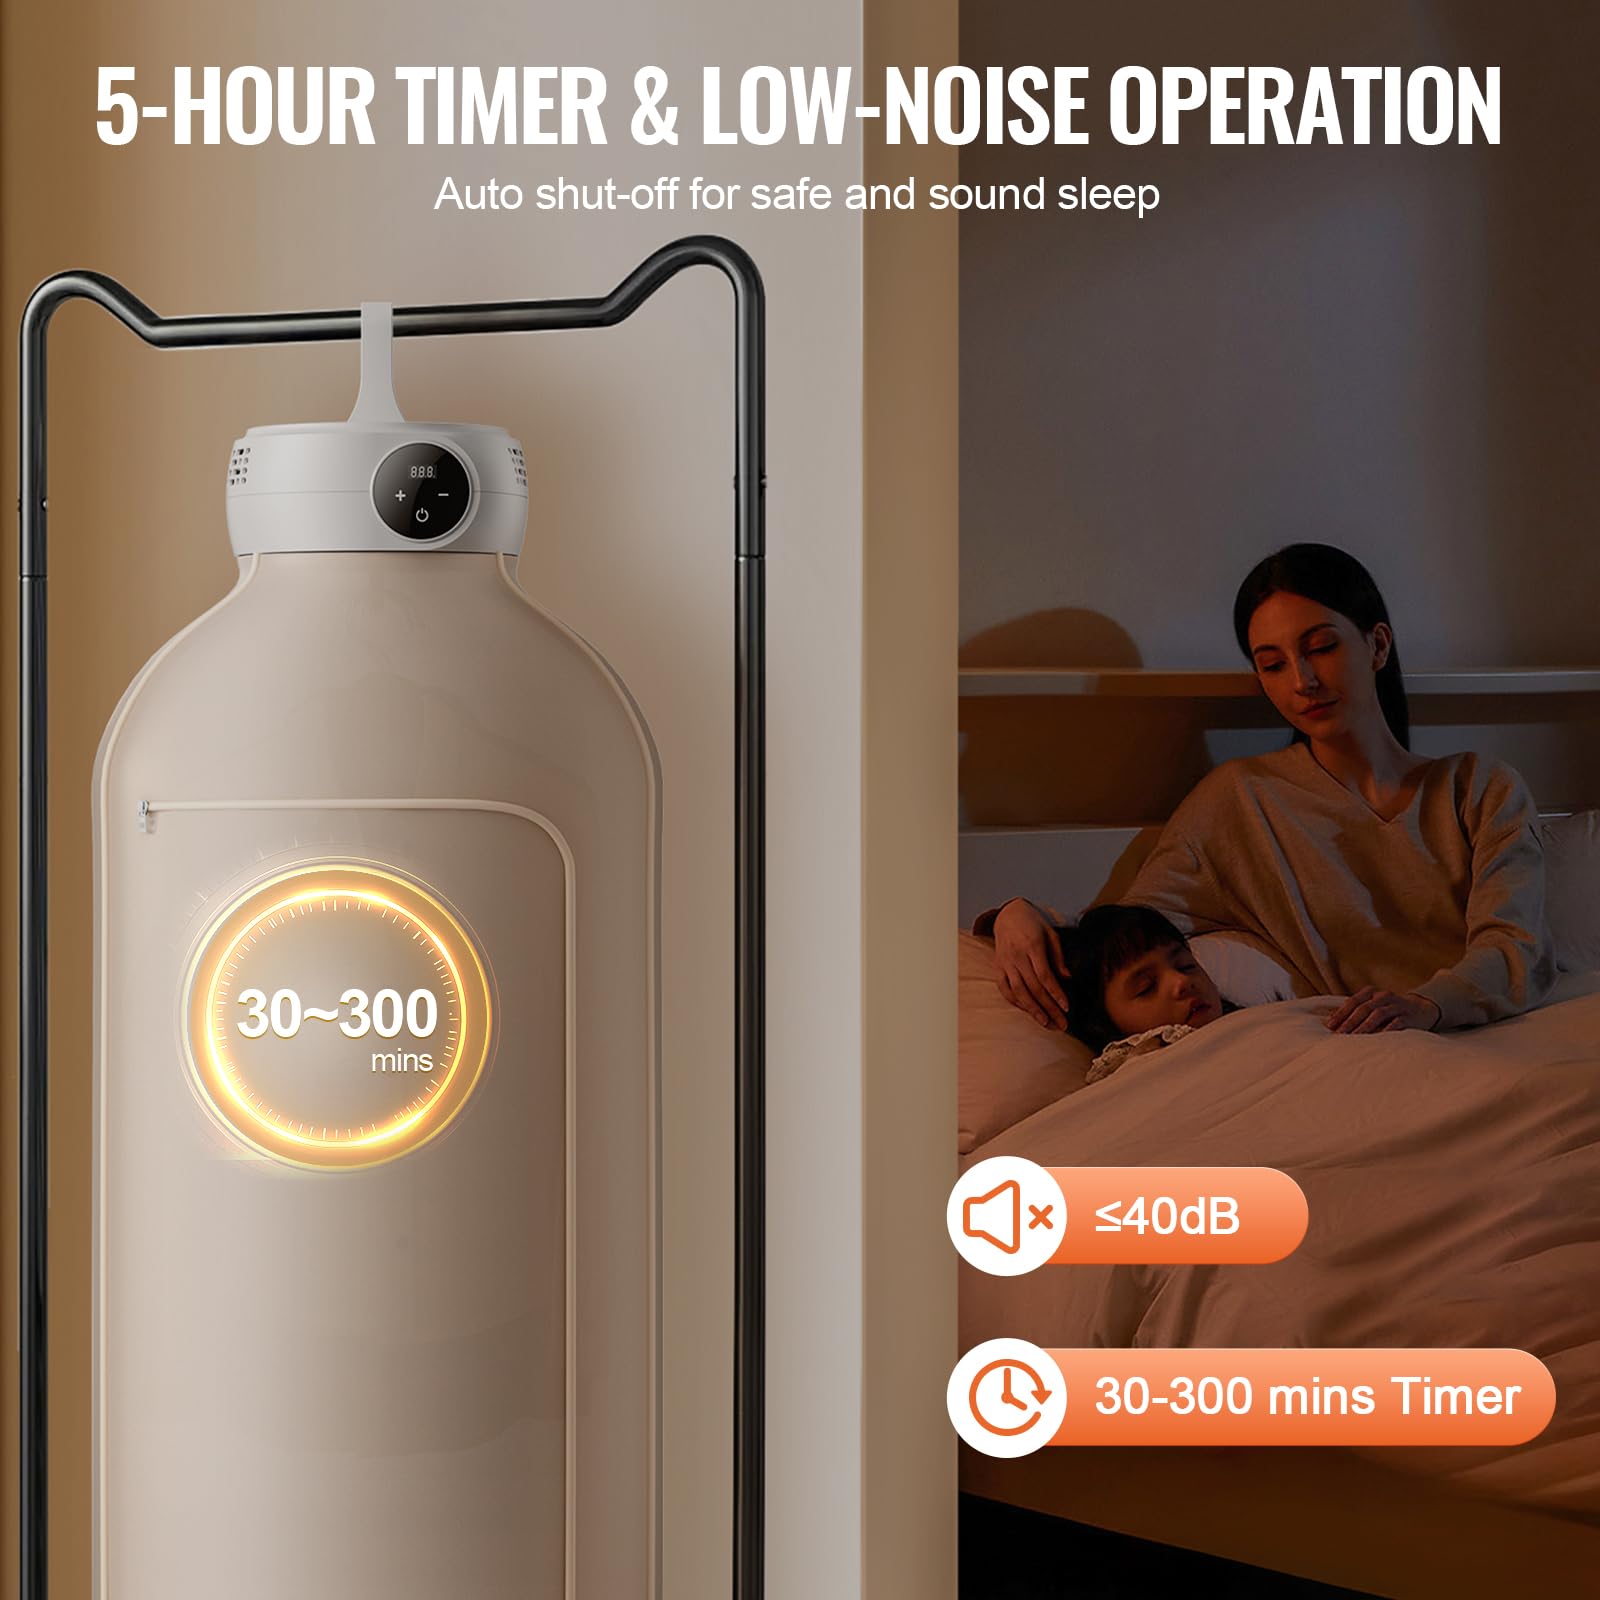 5-HOUR TIMER & LOW-NOISE OPERATION
Auto shut-off for safe and sound sleep
888
+ -
30~300
mins
≤40dB
30-300 mins Timer